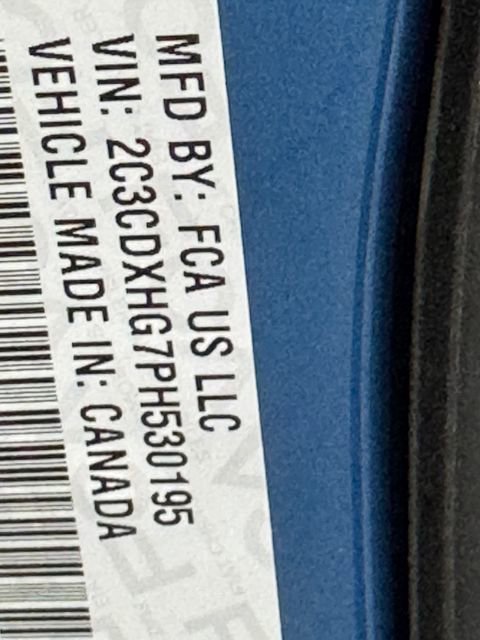 MFD BY: FCA US LLC
VIN: 2C3CDXHG7PH530195
VEHICLE MADE IN: CANADA